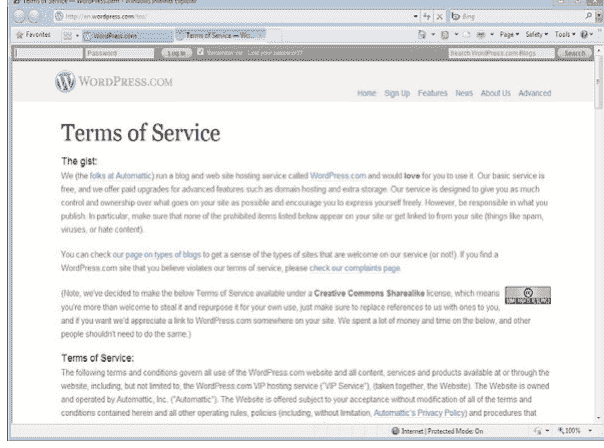 Terms of Service — WordPress.com - Windows Internet Explorer
http://en.wordpress.com/tos/
Bing
Favorites WordPress.com Terms of Service — Wo... Page Safety Tools
Password Log In Remember me Lost your password? Search WordPress.com Blogs Search
WORDPRESS.COM
Home Sign Up Features News About Us Advanced
Terms of Service
The gist:
We (the folks at Automattic) run a blog and web site hosting service called WordPress.com and would love for you to use it. Our basic service is
free, and we offer paid upgrades for advanced features such as domain hosting and extra storage. Our service is designed to give you as much
control and ownership over what goes on your site as possible and encourage you to express yourself freely. However, be responsible in what you
publish. In particular, make sure that none of the prohibited items listed below appear on your site or get linked to from your site (things like spam,
viruses, or hate content).
You can check our page on types of blogs to get a sense of the types of sites that are welcome on our service (or not!). If you find a
WordPress.com site that you believe violates our terms of service, please check our complaints page.
(Note, we've decided to make the below Terms of Service available under a Creative Commons Sharealike license, which means
you're more than welcome to steal it and repurpose it for your own use, just make sure to replace references to us with ones to you,
and if you want we'd appreciate a link to WordPress.com somewhere on your site. We spent a lot of money and time on the below, and other
people shouldn't need to do the same.)
Terms of Service:
The following terms and conditions govern all use of the WordPress.com website and all content, services and products available at or through the
website, including, but not limited to, the WordPress.com VIP hosting service ("VIP Service"), (taken together, the Website). The Website is owned
and operated by Automattic, Inc. ("Automattic"). The Website is offered subject to your acceptance without modification of all of the terms and
conditions contained herein and all other operating rules, policies (including, without limitation, Automattic's Privacy Policy) and procedures that
Internet | Protected Mode: On 100%